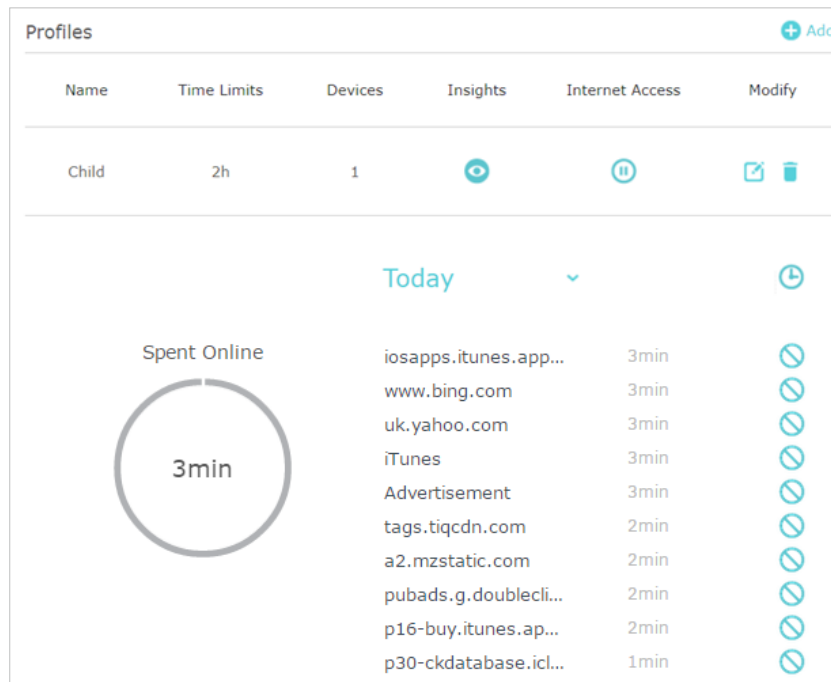 Profiles Add
Name Time Limits Devices Insights Internet Access Modify
Child 2h 1
Today
Spent Online
3min
iosapps.itunes.app... 3min
www.bing.com 3min
uk.yahoo.com 3min
iTunes 3min
Advertisement 3min
tags.tiqcdn.com 2min
a2.mzstatic.com 2min
pubads.g.doublecli... 2min
p16-buy.itunes.ap... 2min
p30-ckdatabase.icl... 1min